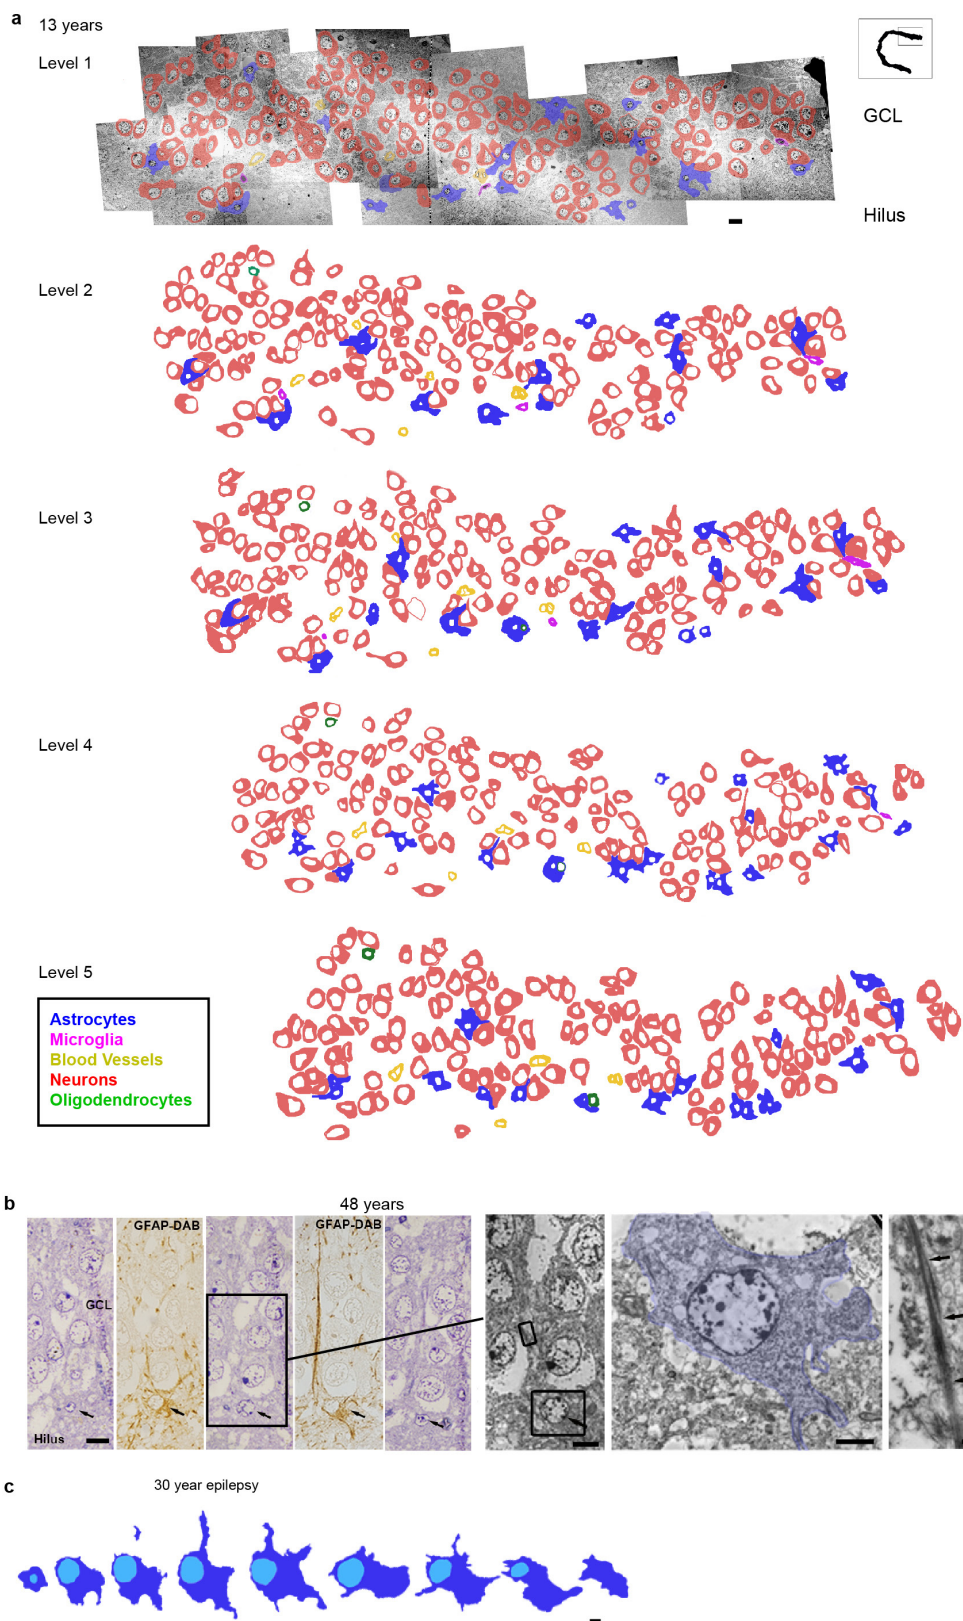 a
13 years
Level 1
GCL
Hilus
Level 2
Level 3
Level 4
Level 5
Astrocytes
Microglia
Blood Vessels
Neurons
Oligodendrocytes
b
48 years
GFAP-DAB
GFAP-DAB
GCL
Hilus
c
30 year epilepsy